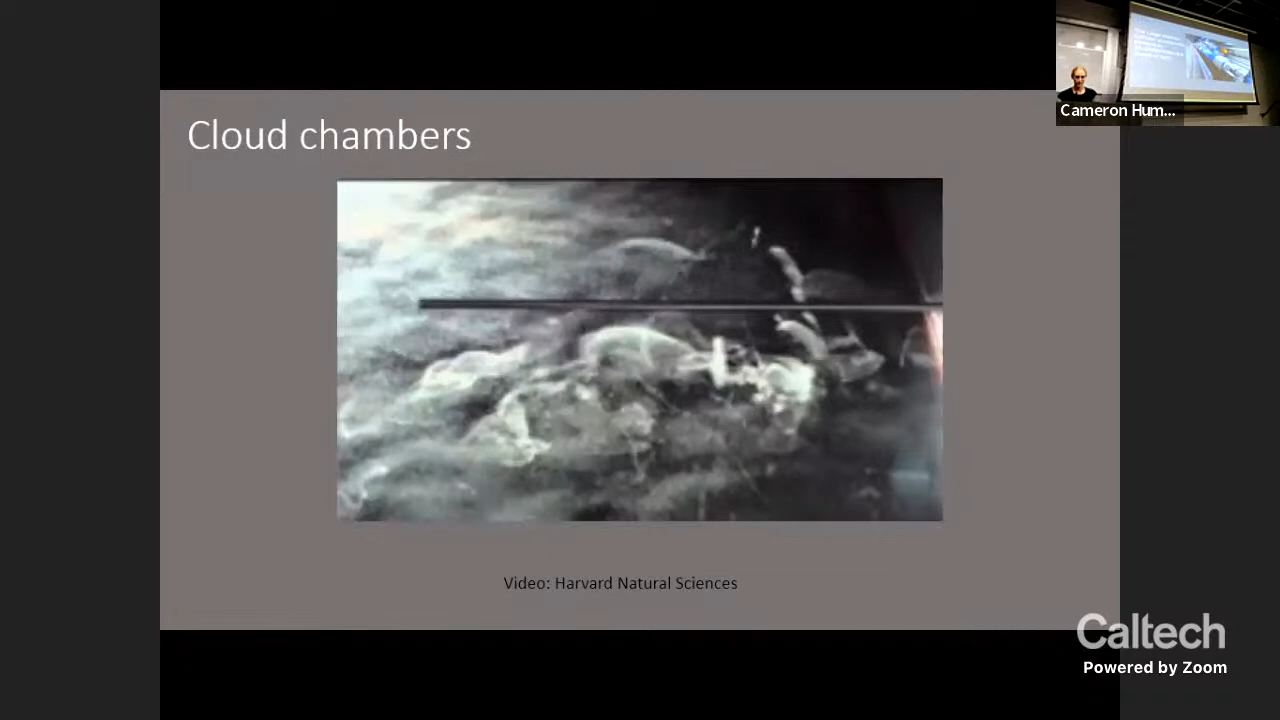 Cloud chambers
Cameron Hum...
Video: Harvard Natural Sciences
Caltech
Powered by Zoom